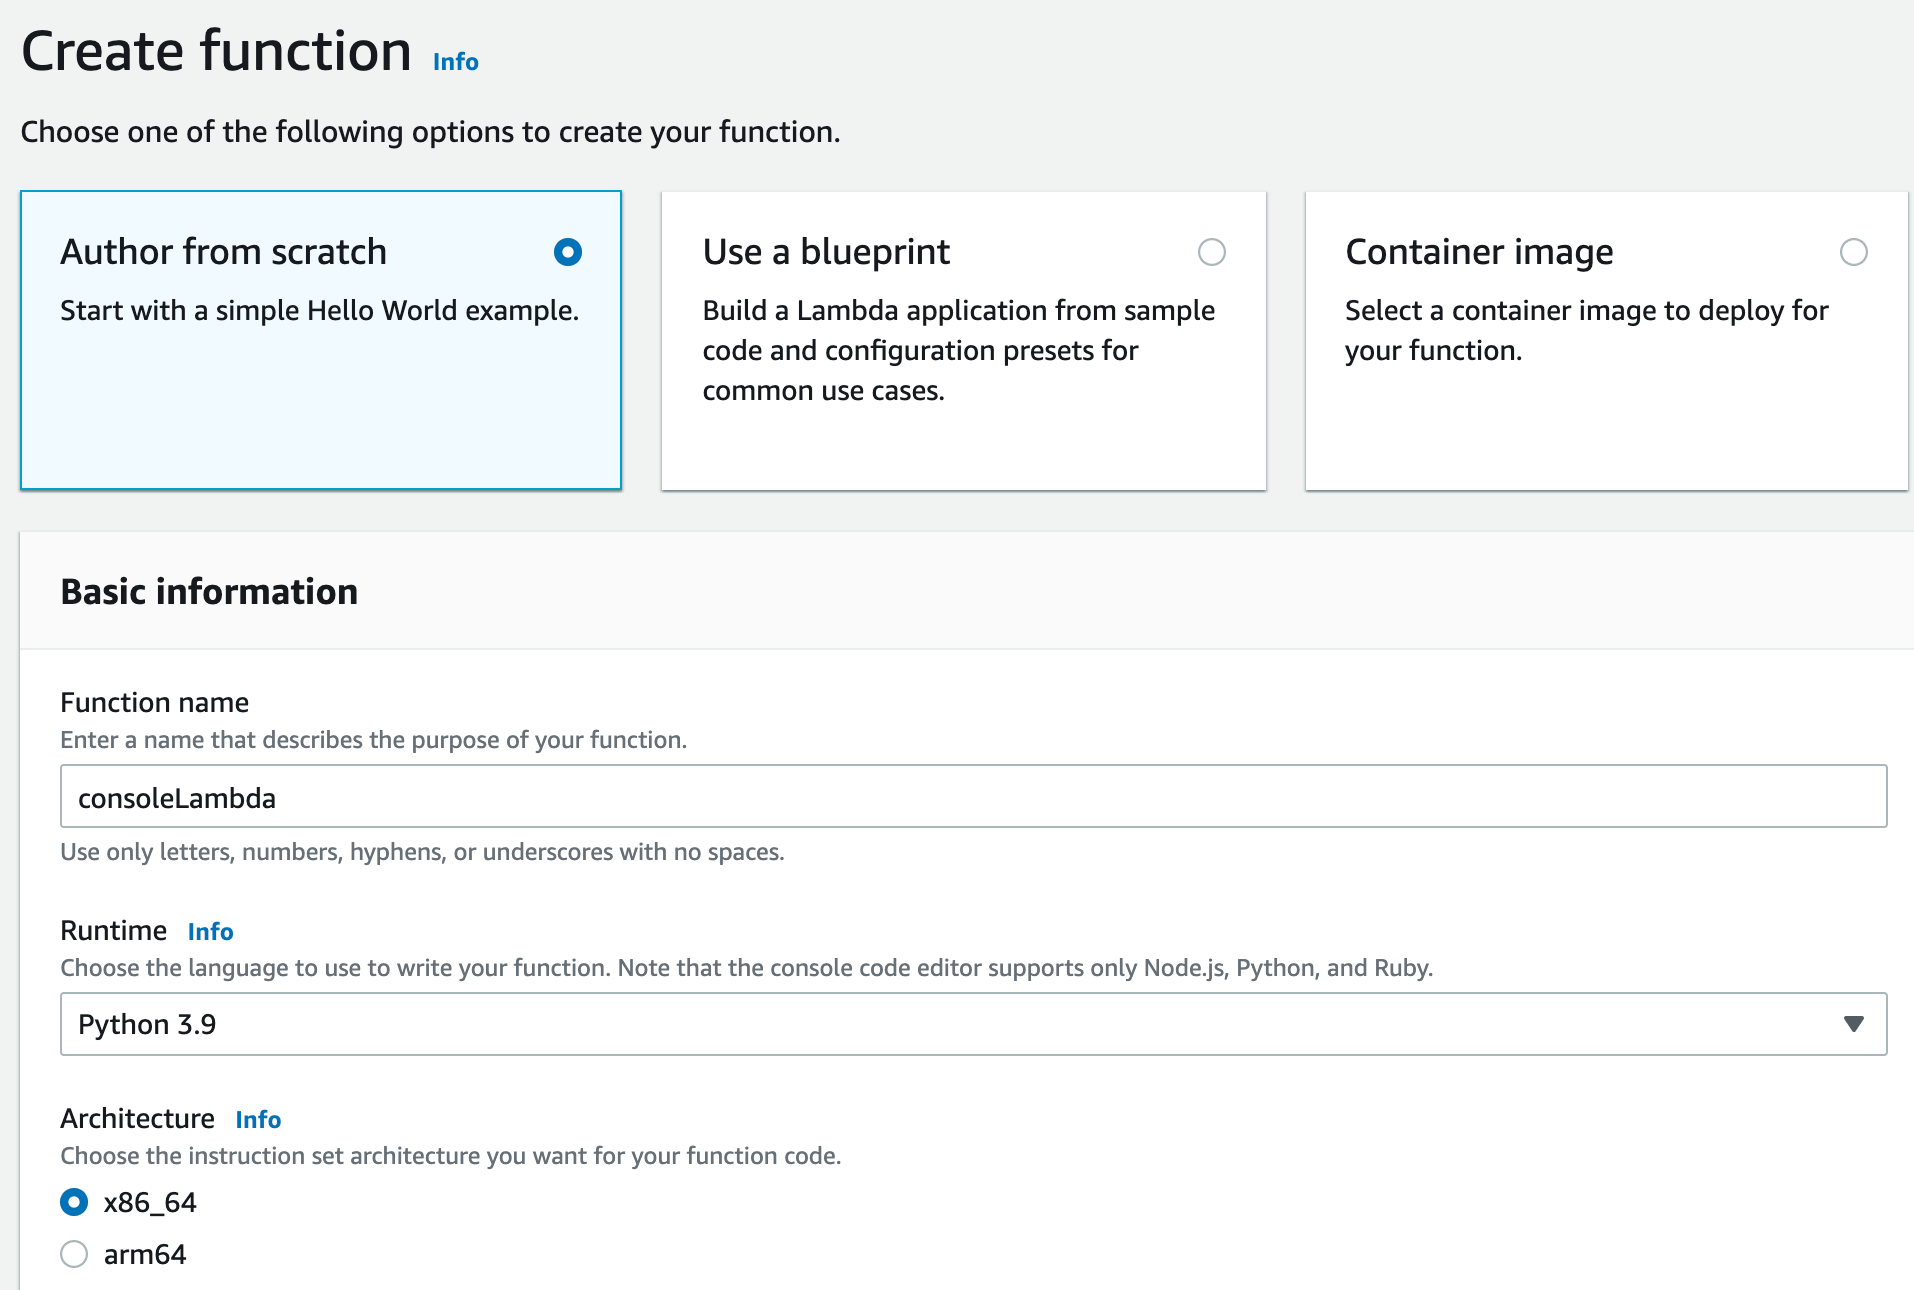 Create function Info
Choose one of the following options to create your function.
Author from scratch
Start with a simple Hello World example.
Use a blueprint
Build a Lambda application from sample
code and configuration presets for
common use cases.
Container image
Select a container image to deploy for
your function.
Basic information
Function name
Enter a name that describes the purpose of your function.
consoleLambda
Use only letters, numbers, hyphens, or underscores with no spaces.
Runtime Info
Choose the language to use to write your function. Note that the console code editor supports only Node.js, Python, and Ruby.
Python 3.9
Architecture Info
Choose the instruction set architecture you want for your function code.
x86_64
arm64